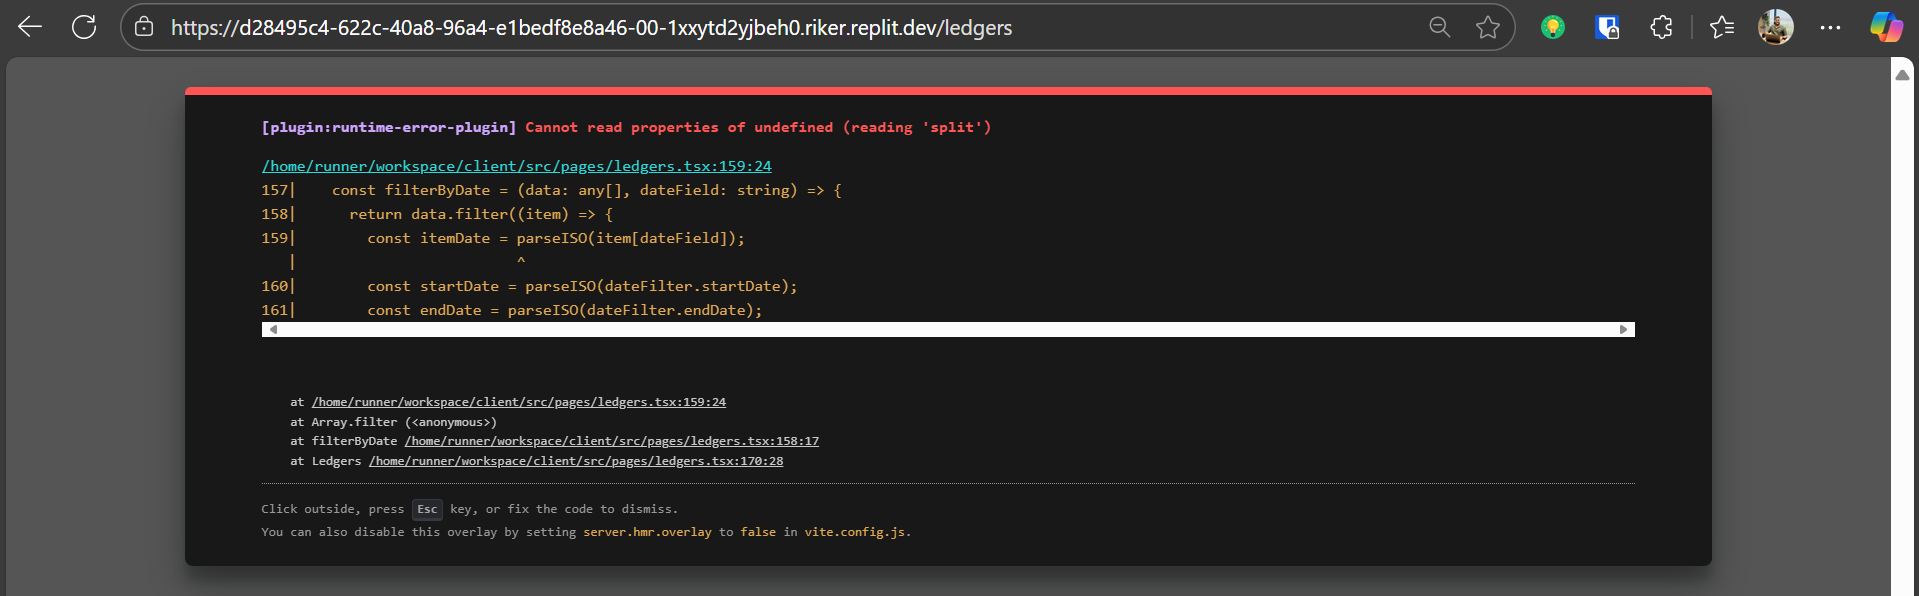 https://d28495c4-622c-40a8-96a4-e1bedf8e8a46-00-1xxytd2yjbeh0.riker.replit.dev/ledgers
[plugin:runtime-error-plugin] Cannot read properties of undefined (reading 'split')
/home/runner/workspace/client/src/pages/ledgers.tsx:159:24
157|    const filterByDate = (data: any[], dateField: string) => {
158|      return data.filter((item) => {
159|        const itemDate = parseISO(item[dateField]);
   |                         ^
160|        const startDate = parseISO(dateFilter.startDate);
161|        const endDate = parseISO(dateFilter.endDate);
at /home/runner/workspace/client/src/pages/ledgers.tsx:159:24
at Array.filter (<anonymous>)
at filterByDate /home/runner/workspace/client/src/pages/ledgers.tsx:158:17
at Ledgers /home/runner/workspace/client/src/pages/ledgers.tsx:170:28
Click outside, press Esc key, or fix the code to dismiss.
You can also disable this overlay by setting server.hmr.overlay to false in vite.config.js.